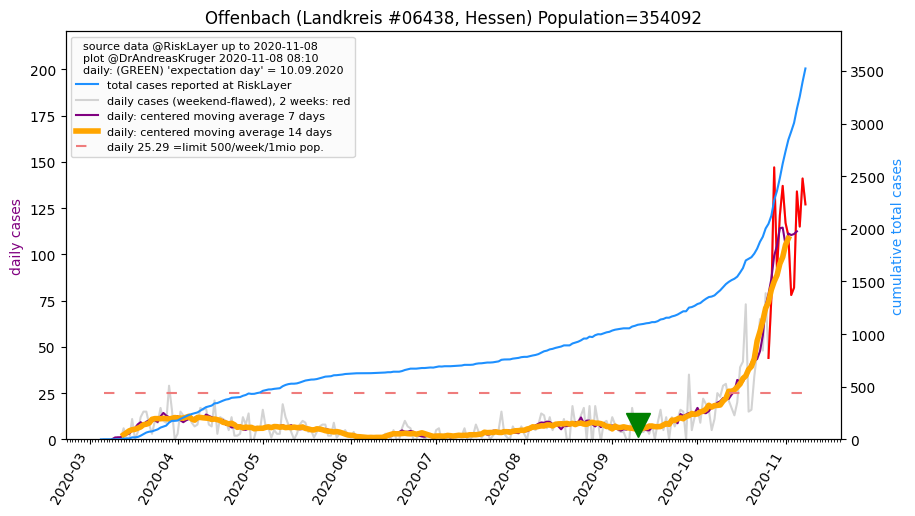 Offenbach (Landkreis #06438, Hessen) Population=354092
source data @RiskLayer up to 2020-11-08
plot @DrAndreasKruger 2020-11-08 08:10
daily: (GREEN) 'expectation day' = 10.09.2020
total cases reported at RiskLayer
daily cases (weekend-flawed), 2 weeks: red
daily: centered moving average 7 days
daily: centered moving average 14 days
daily 25.29 =limit 500/week/1mio pop.
daily cases
200
175
150
125
100
75
50
25
0
cumulative total cases
3500
3000
2500
2000
1500
1000
500
0
2020-03
2020-04
2020-05
2020-06
2020-07
2020-08
2020-09
2020-10
2020-11